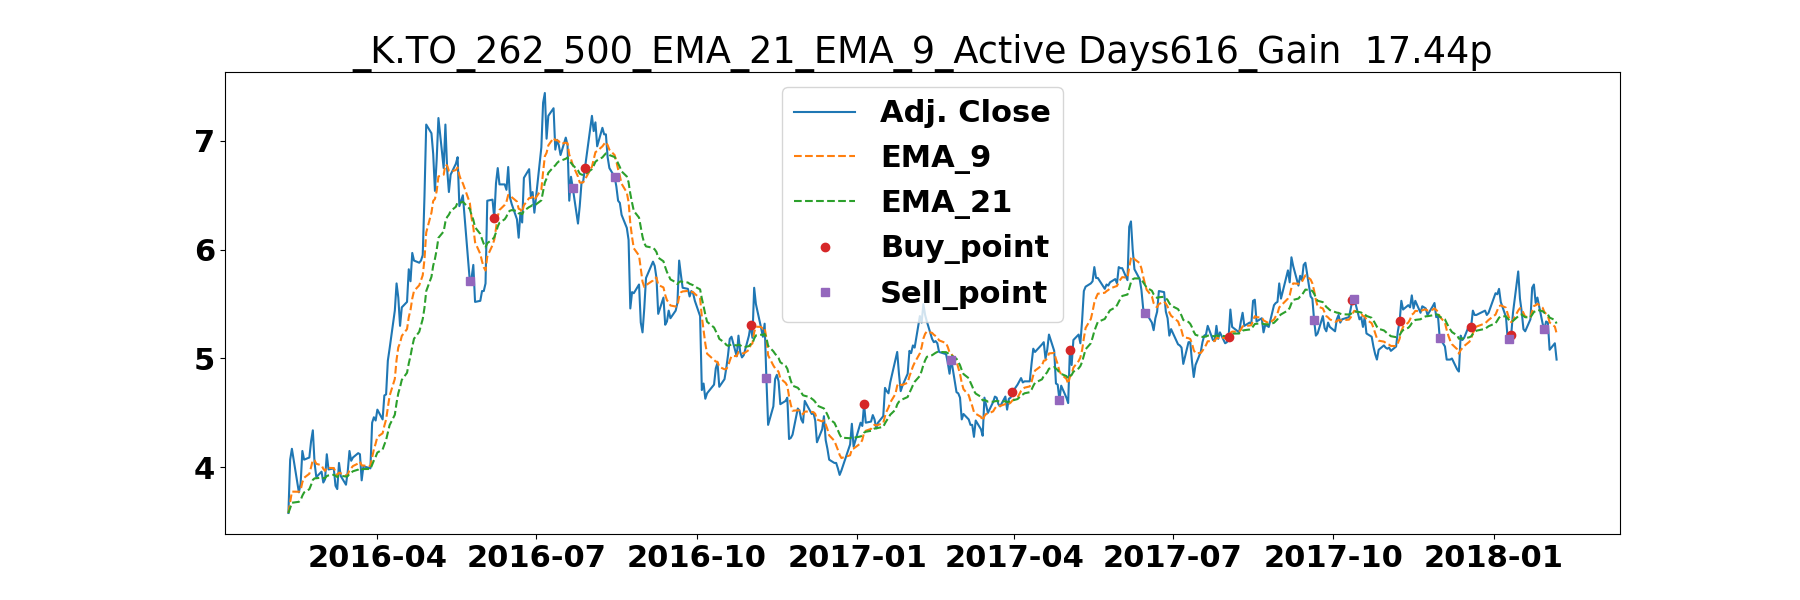 _K.TO_262_500_EMA_21_EMA_9_Active Days616_Gain  17.44p
Adj. Close
EMA_9
EMA_21
Buy_point
Sell_point
7
6
5
4
2016-04 2016-07 2016-10 2017-01 2017-04 2017-07 2017-10 2018-01